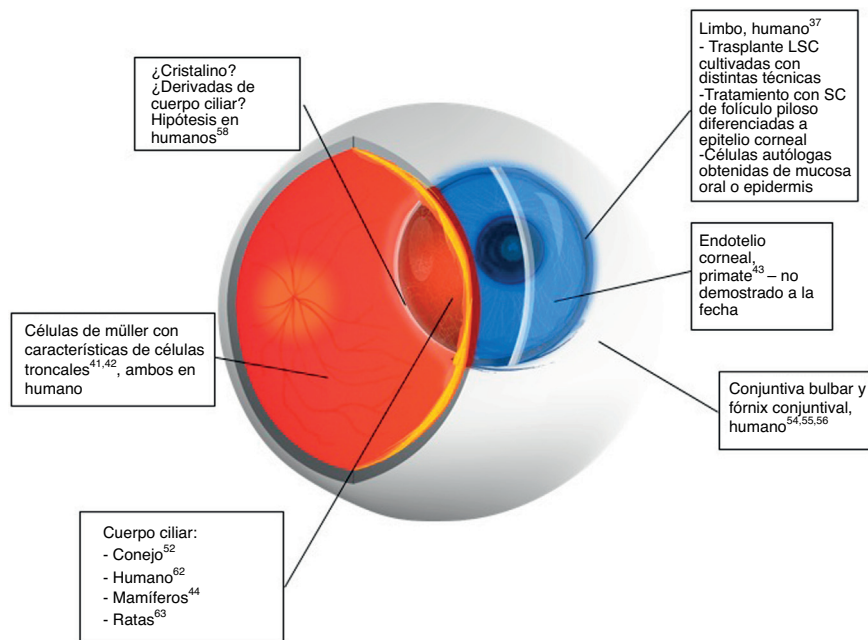 ¿Cristalino?
¿Derivadas de
cuerpo ciliar?
Hipótesis en
humanos58
Limbo, humano37
- Trasplante LSC
cultivadas con
distintas técnicas
-Tratamiento con SC
de folículo piloso
diferenciadas a
epitelio corneal
-Células autólogas
obtenidas de mucosa
oral o epidermis
Endotelio
corneal,
primate43 – no
demostrado a la
fecha
Células de müller con
características de células
troncales41,42, ambos en
humano
Conjuntiva bulbar y
fórnix conjuntival,
humano54,55,56
Cuerpo ciliar:
- Conejo52
- Humano62
- Mamíferos44
- Ratas63